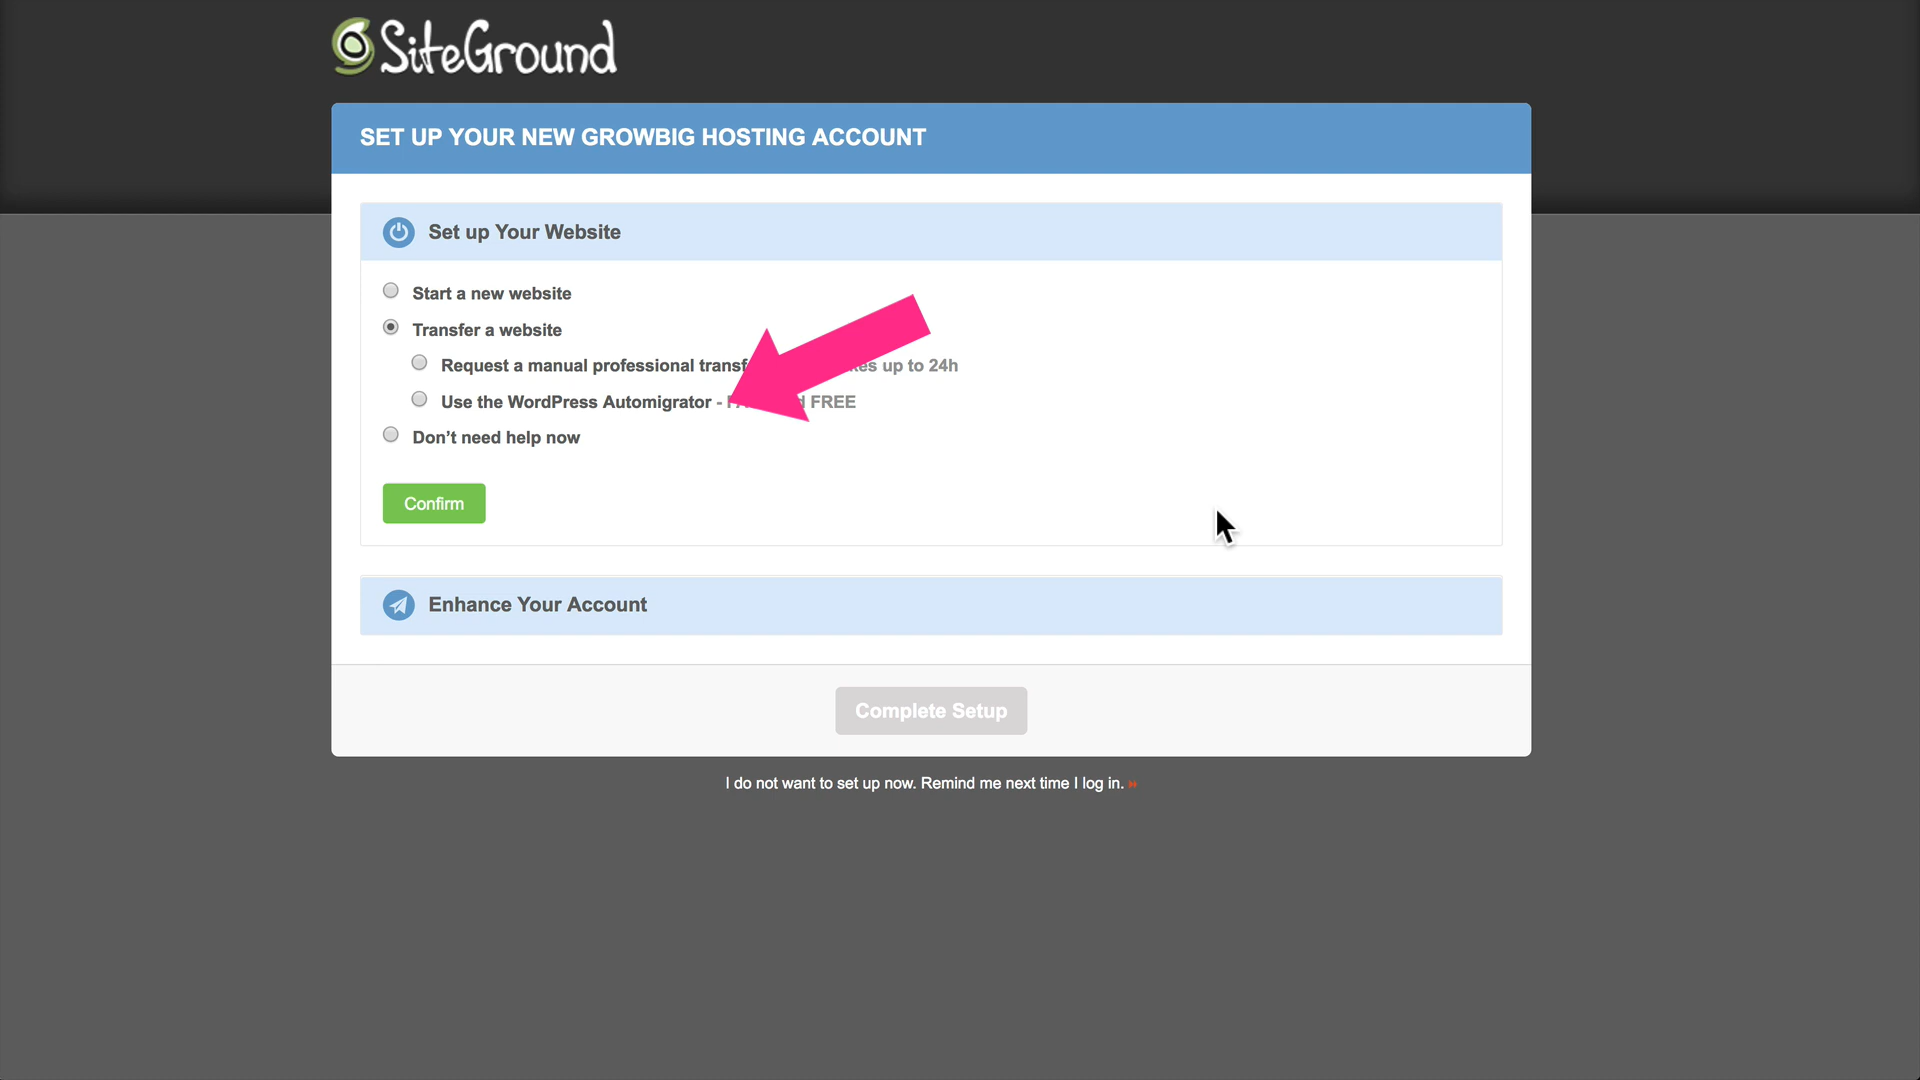 SiteGround
SET UP YOUR NEW GROWBIG HOSTING ACCOUNT
Set up Your Website
Start a new website
Transfer a website
Request a manual professional up to 24h
Use the WordPress Automigrator - FREE
Don't need help now
Confirm
Enhance Your Account
Complete Setup
I do not want to set up now. Remind me next time I log in. »